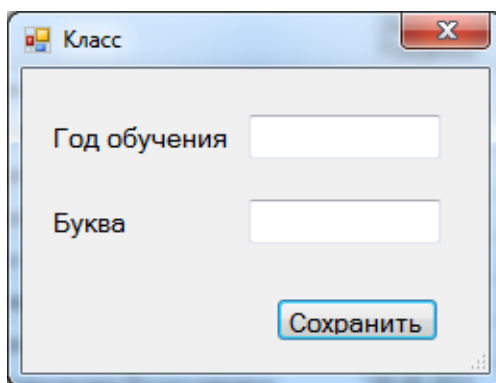 Класс
Год обучения
Буква
Сохранить